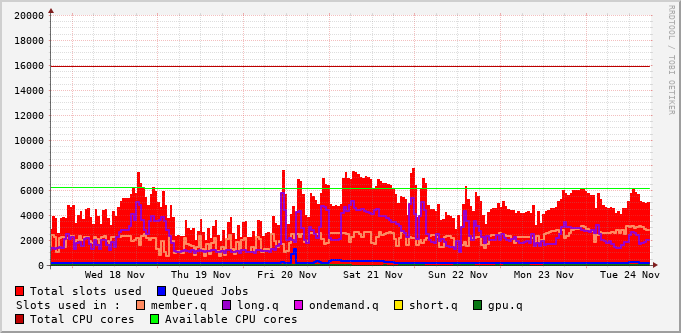 20000
18000
16000
14000
12000
10000
8000
6000
4000
2000
0
RRDTOOL / TOBI OETIKER
Wed 18 Nov Thu 19 Nov Fri 20 Nov Sat 21 Nov Sun 22 Nov Mon 23 Nov Tue 24 Nov
Total slots used Queued Jobs
Slots used in : member.q long.q ondemand.q short.q gpu.q
Total CPU cores Available CPU cores